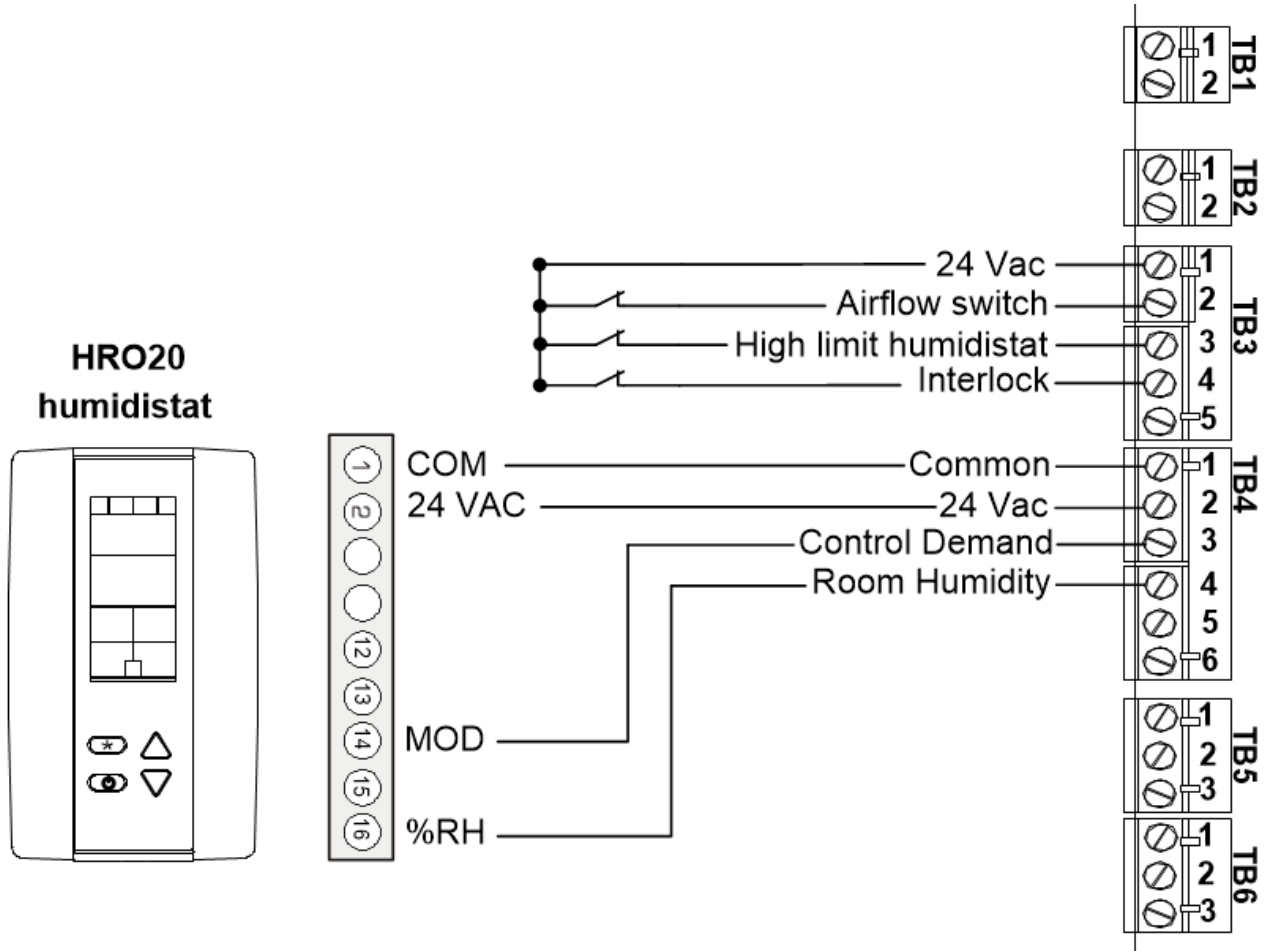 1
2
TB1
1
2
TB2
24 Vac
1
Airflow switch
2
High limit humidistat
3
Interlock
4
5
TB3
HRO20
humidistat
1
COM
Common
1
2
24 VAC
24 Vac
2
Control Demand
3
Room Humidity
4
5
6
TB4
12
13
14
MOD
15
16
%RH
1
2
3
TB5
1
2
3
TB6